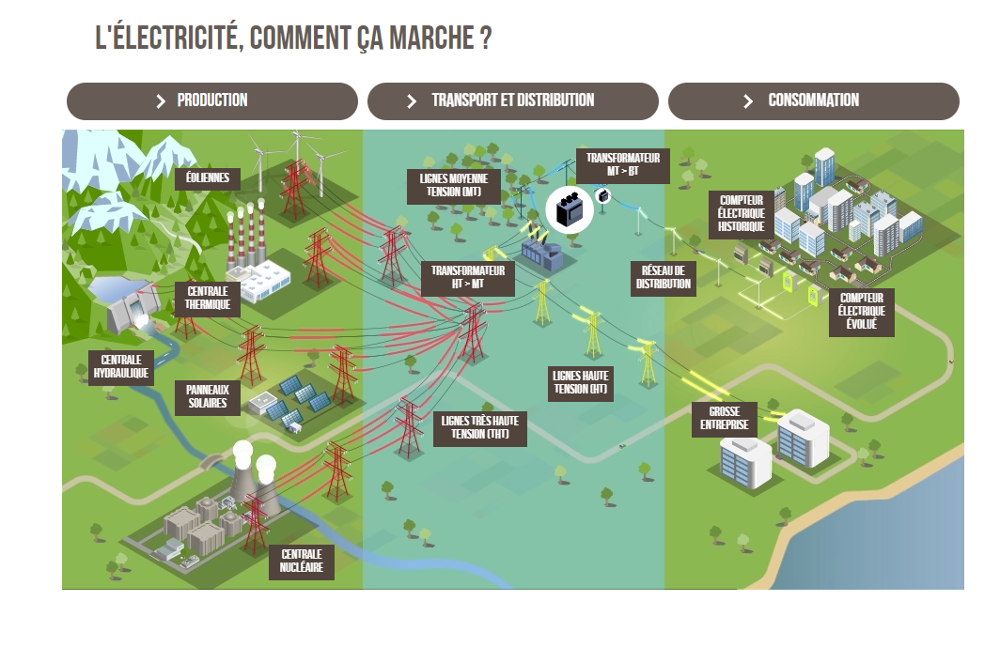 L'ÉLECTRICITÉ, COMMENT ÇA MARCHE ?
PRODUCTION
TRANSPORT ET DISTRIBUTION
CONSOMMATION
ÉOLIENNES
LIGNES MOYENNE
TENSION (MT)
TRANSFORMATEUR
MT > BT
COMPTEUR
ÉLECTRIQUE
HISTORIQUE
TRANSFORMATEUR
HT > MT
RÉSEAU DE
DISTRIBUTION
CENTRALE
THERMIQUE
COMPTEUR
ÉLECTRIQUE
ÉVOLUÉ
CENTRALE
HYDRAULIQUE
LIGNES HAUTE
TENSION (HT)
PANNEAUX
SOLAIRES
GROSSE
ENTREPRISE
LIGNES TRÈS HAUTE
TENSION (THT)
CENTRALE
NUCLÉAIRE